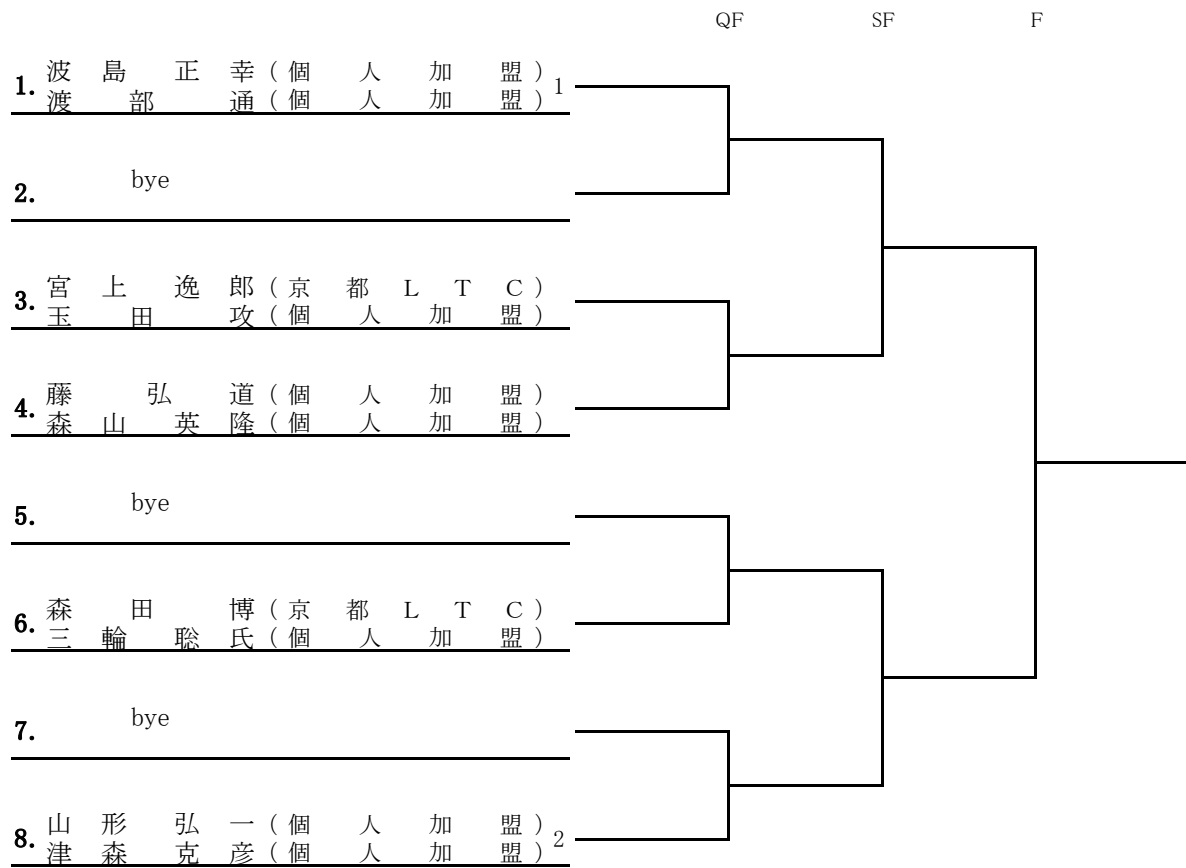 QF SF F
1. 波島 正幸(個人加盟) 1
渡部 通(個人加盟)
2. bye
3. 宮上 逸郎(京都LTC)
玉田 攻(個人加盟)
4. 藤 弘道(個人加盟)
森山 英隆(個人加盟)
5. bye
6. 森田 博(京都LTC)
三輪 聡氏(個人加盟)
7. bye
8. 山形 弘一(個人加盟) 2
津森 克彦(個人加盟)